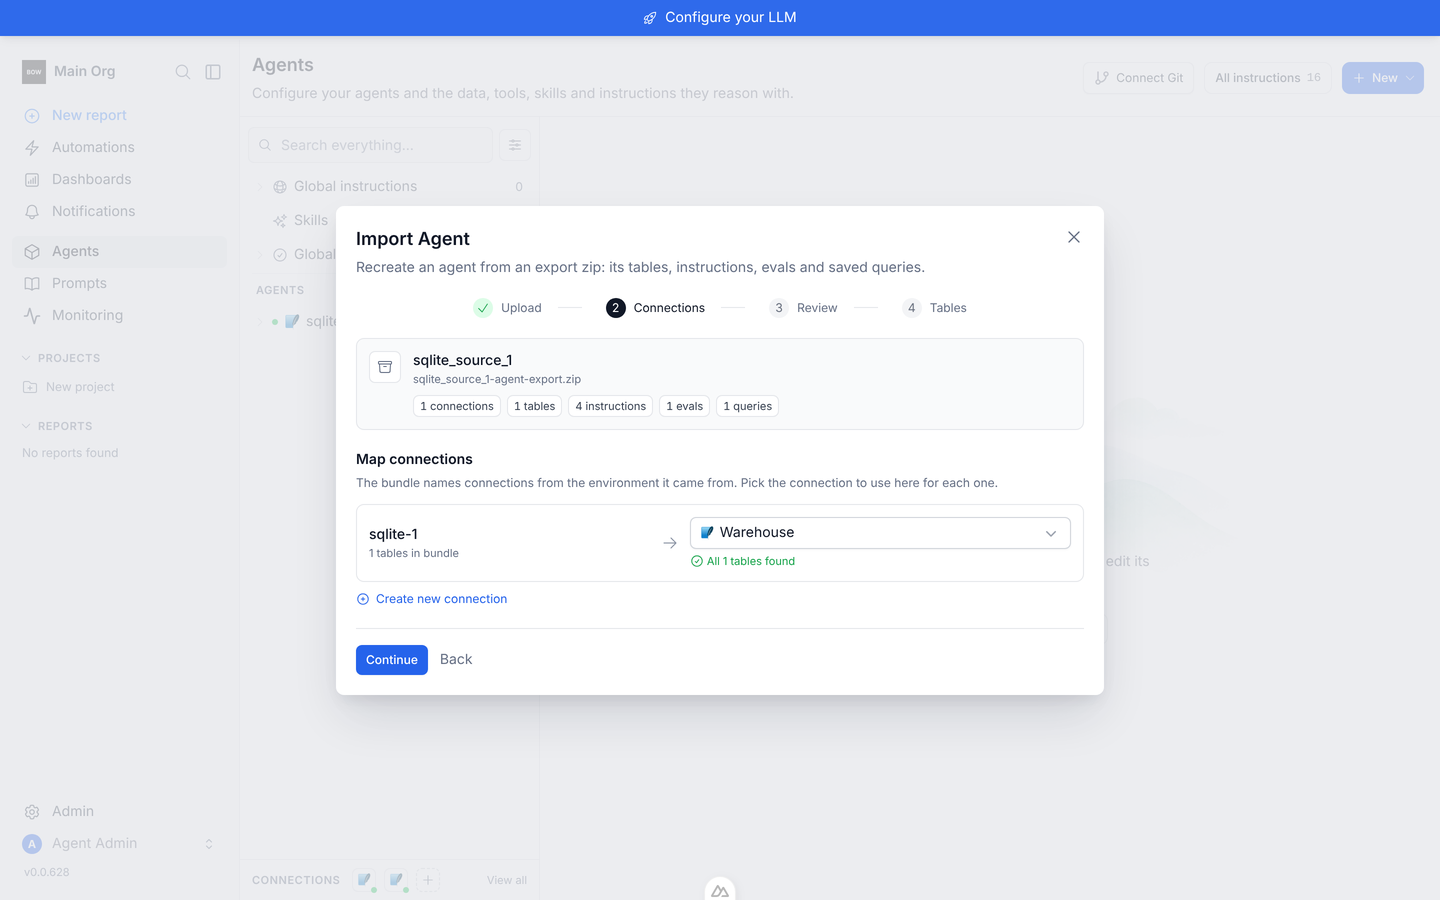 Configure your LLM
BOW
Main Org
New report
Automations
Dashboards
Notifications
Agents
Prompts
Monitoring
PROJECTS
New project
REPORTS
No reports found
Admin
A
Agent Admin
v0.0.628
Agents
Configure your agents and the data, tools, skills and instructions they reason with.
Connect Git
All instructions 16
New
Search everything...
Global instructions 0
Skills
Global
AGENTS
sqlite
CONNECTIONS
View all
edit its
Import Agent
Recreate an agent from an export zip: its tables, instructions, evals and saved queries.
Upload
2 Connections
3 Review
4 Tables
sqlite_source_1
sqlite_source_1-agent-export.zip
1 connections
1 tables
4 instructions
1 evals
1 queries
Map connections
The bundle names connections from the environment it came from. Pick the connection to use here for each one.
sqlite-1
1 tables in bundle
Warehouse
All 1 tables found
Create new connection
Continue
Back